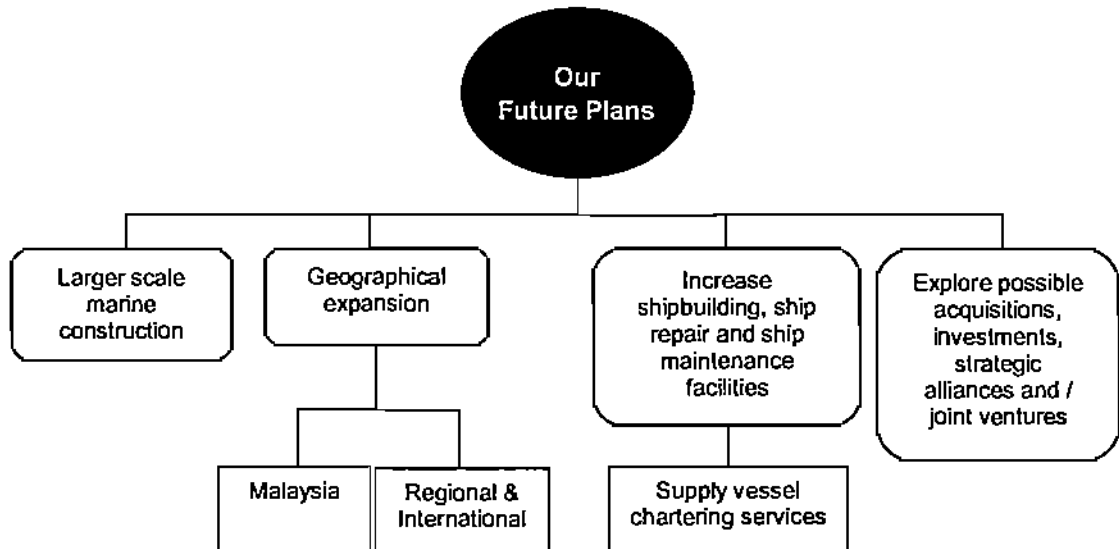 Our
Future Plans
Larger scale
marine
construction
Geographical
expansion
Increase
shipbuilding, ship
repair and ship
maintenance
facilities
Explore possible
acquisitions,
investments,
strategic
alliances and /
joint ventures
Malaysia
Regional &
International
Supply vessel
chartering services